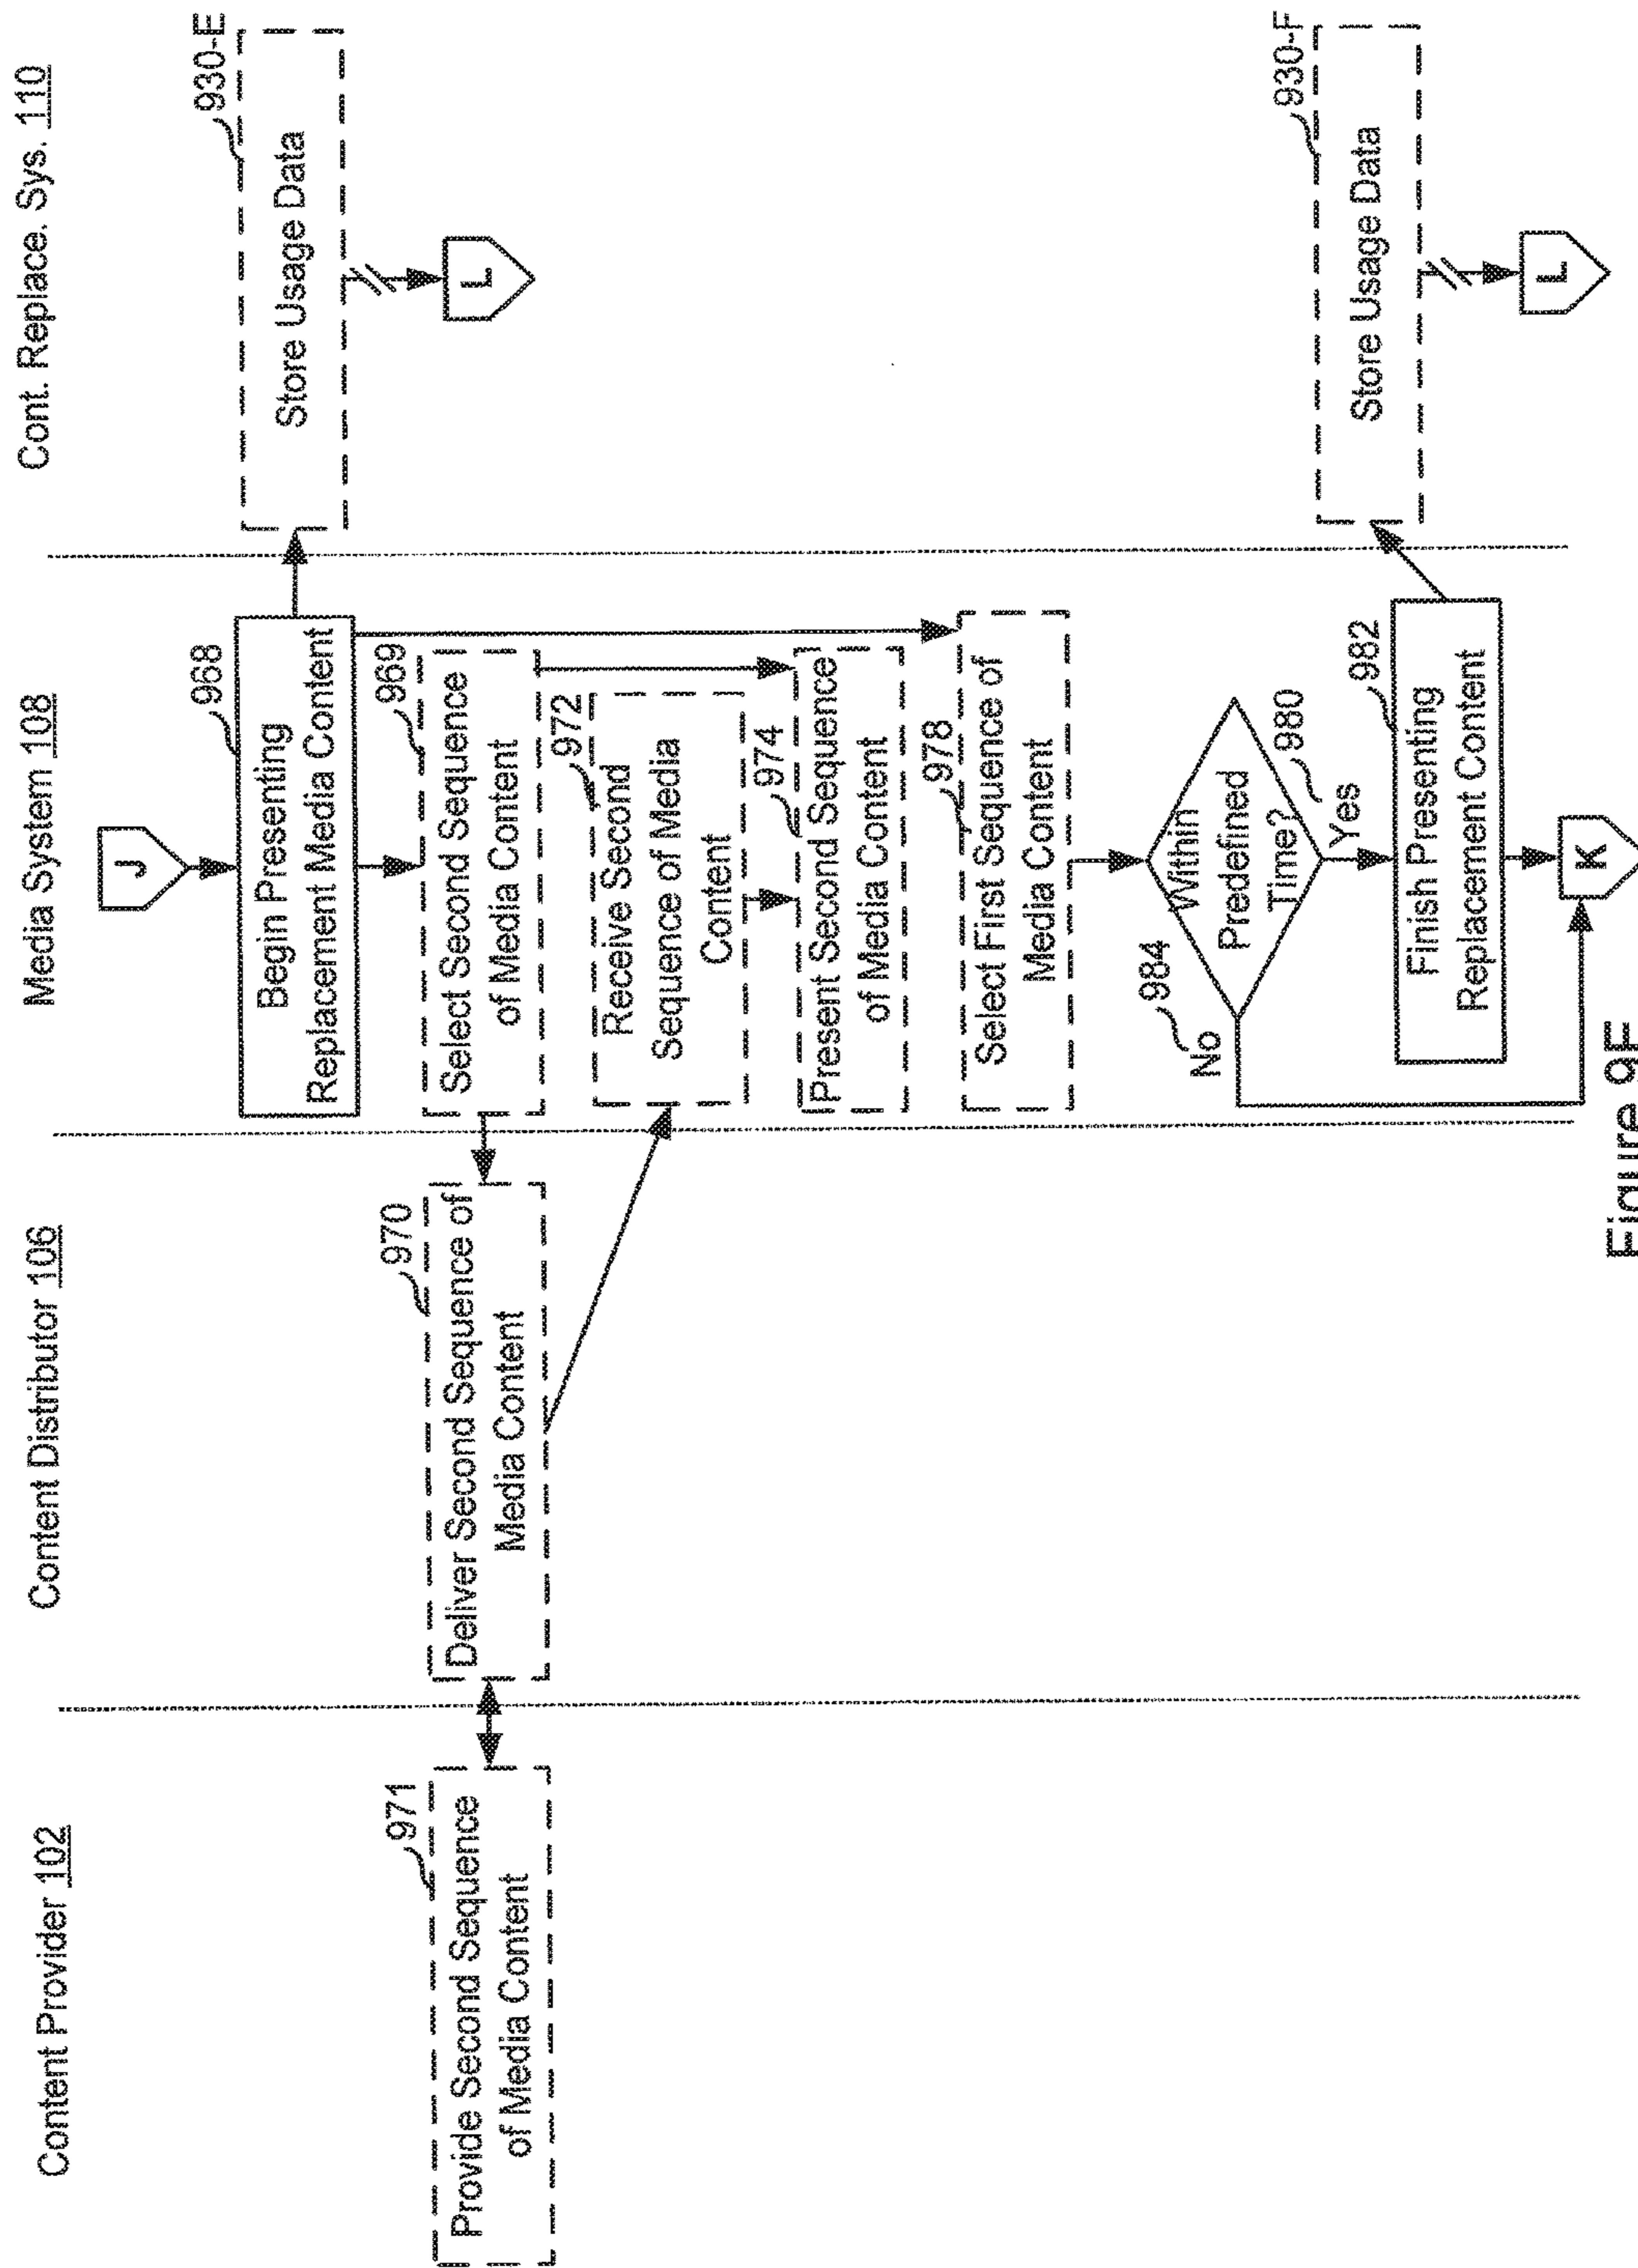 Content Provider 102
Content Distributor 106
Media System 108
Cont. Replace. Sys. 110
J
968
Begin Presenting
Replacement Media Content
930-E
Store Usage Data
L
971
Provide Second Sequence
of Media Content
970
Deliver Second Sequence of
Media Content
969
Select Second Sequence
of Media Content
972
Receive Second
Sequence of Media
Content
974
Present Second Sequence
of Media Content
978
Select First Sequence of
Media Content
Within
Predefined
Time?
984
No
980
Yes
982
Finish Presenting
Replacement Content
930-F
Store Usage Data
L
K